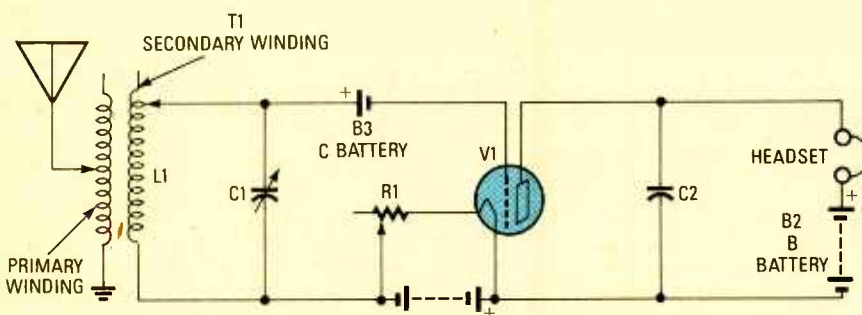 T1
SECONDARY WINDING
+
B3
C BATTERY
V1
L1
C1
R1
C2
HEADSET
+
B2
B
BATTERY
PRIMARY
WINDING
+